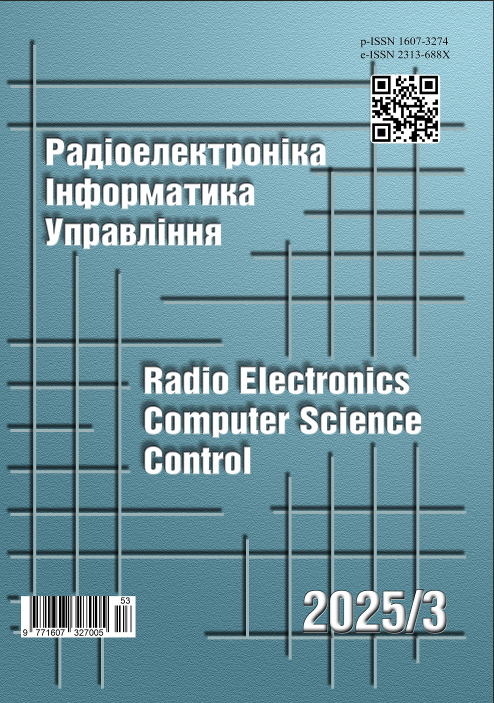 p-ISSN 1607-3274
e-ISSN 2313-688X
Радіоелектроніка
Інформатика
Управління
Radio Electronics
Computer Science
Control
2025/3
53
9 771607 327005